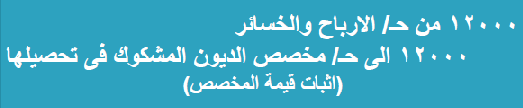 ١٢٠٠٠ من حـ/ الارباح والخسائر
١٢٠٠٠ الى حـ/ مخصص الديون المشكوك فى تحصيلها
(اثبات قيمة المخصص)